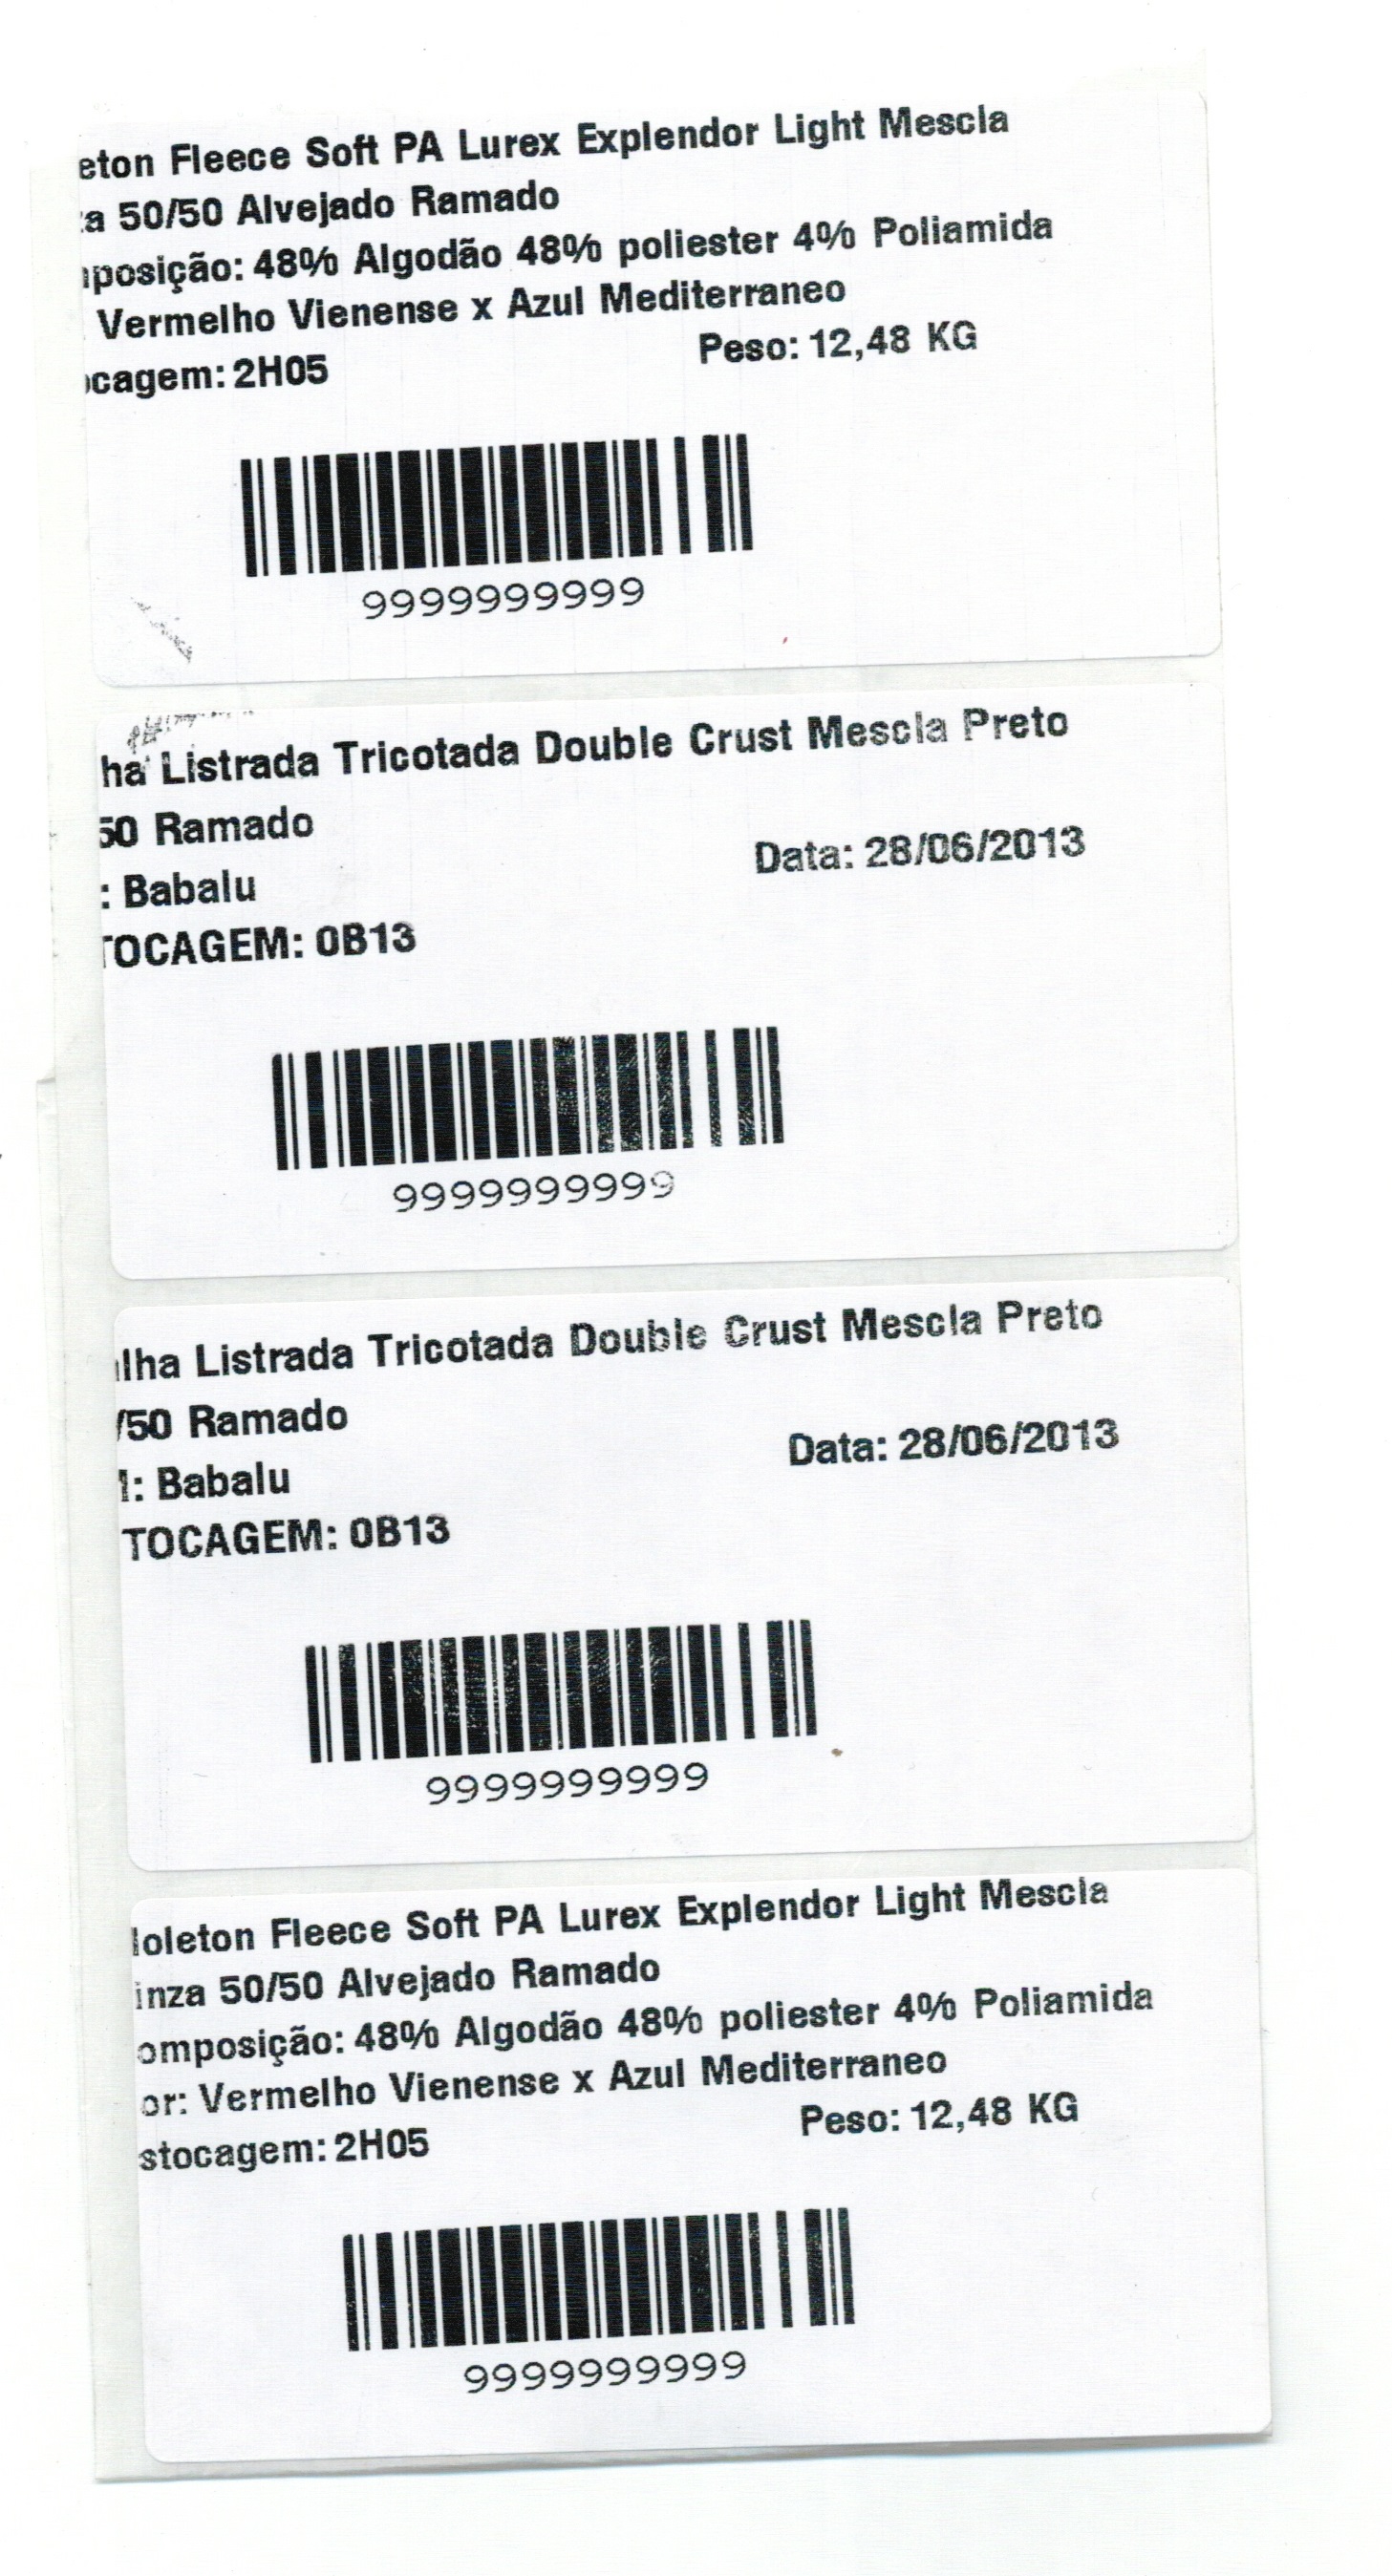 eton Fleece Soft PA Lurex Explendor Light Mescla
a 50/50 Alvejado Ramado
posição: 48% Algodão 48% poliester 4% Poliamida
Vermelho Vienense x Azul Mediterraneo
ocagem: 2H05 Peso: 12,48 KG
9999999999
ha Listrada Tricotada Double Crust Mescla Preto
50 Ramado
: Babalu Data: 28/06/2013
TOCAGEM: 0B13
9999999999
lha Listrada Tricotada Double Crust Mescla Preto
/50 Ramado
: Babalu Data: 28/06/2013
TOCAGEM: 0B13
9999999999
oleton Fleece Soft PA Lurex Explendor Light Mescla
inza 50/50 Alvejado Ramado
omposição: 48% Algodão 48% poliester 4% Poliamida
or: Vermelho Vienense x Azul Mediterraneo
stocagem: 2H05 Peso: 12,48 KG
9999999999